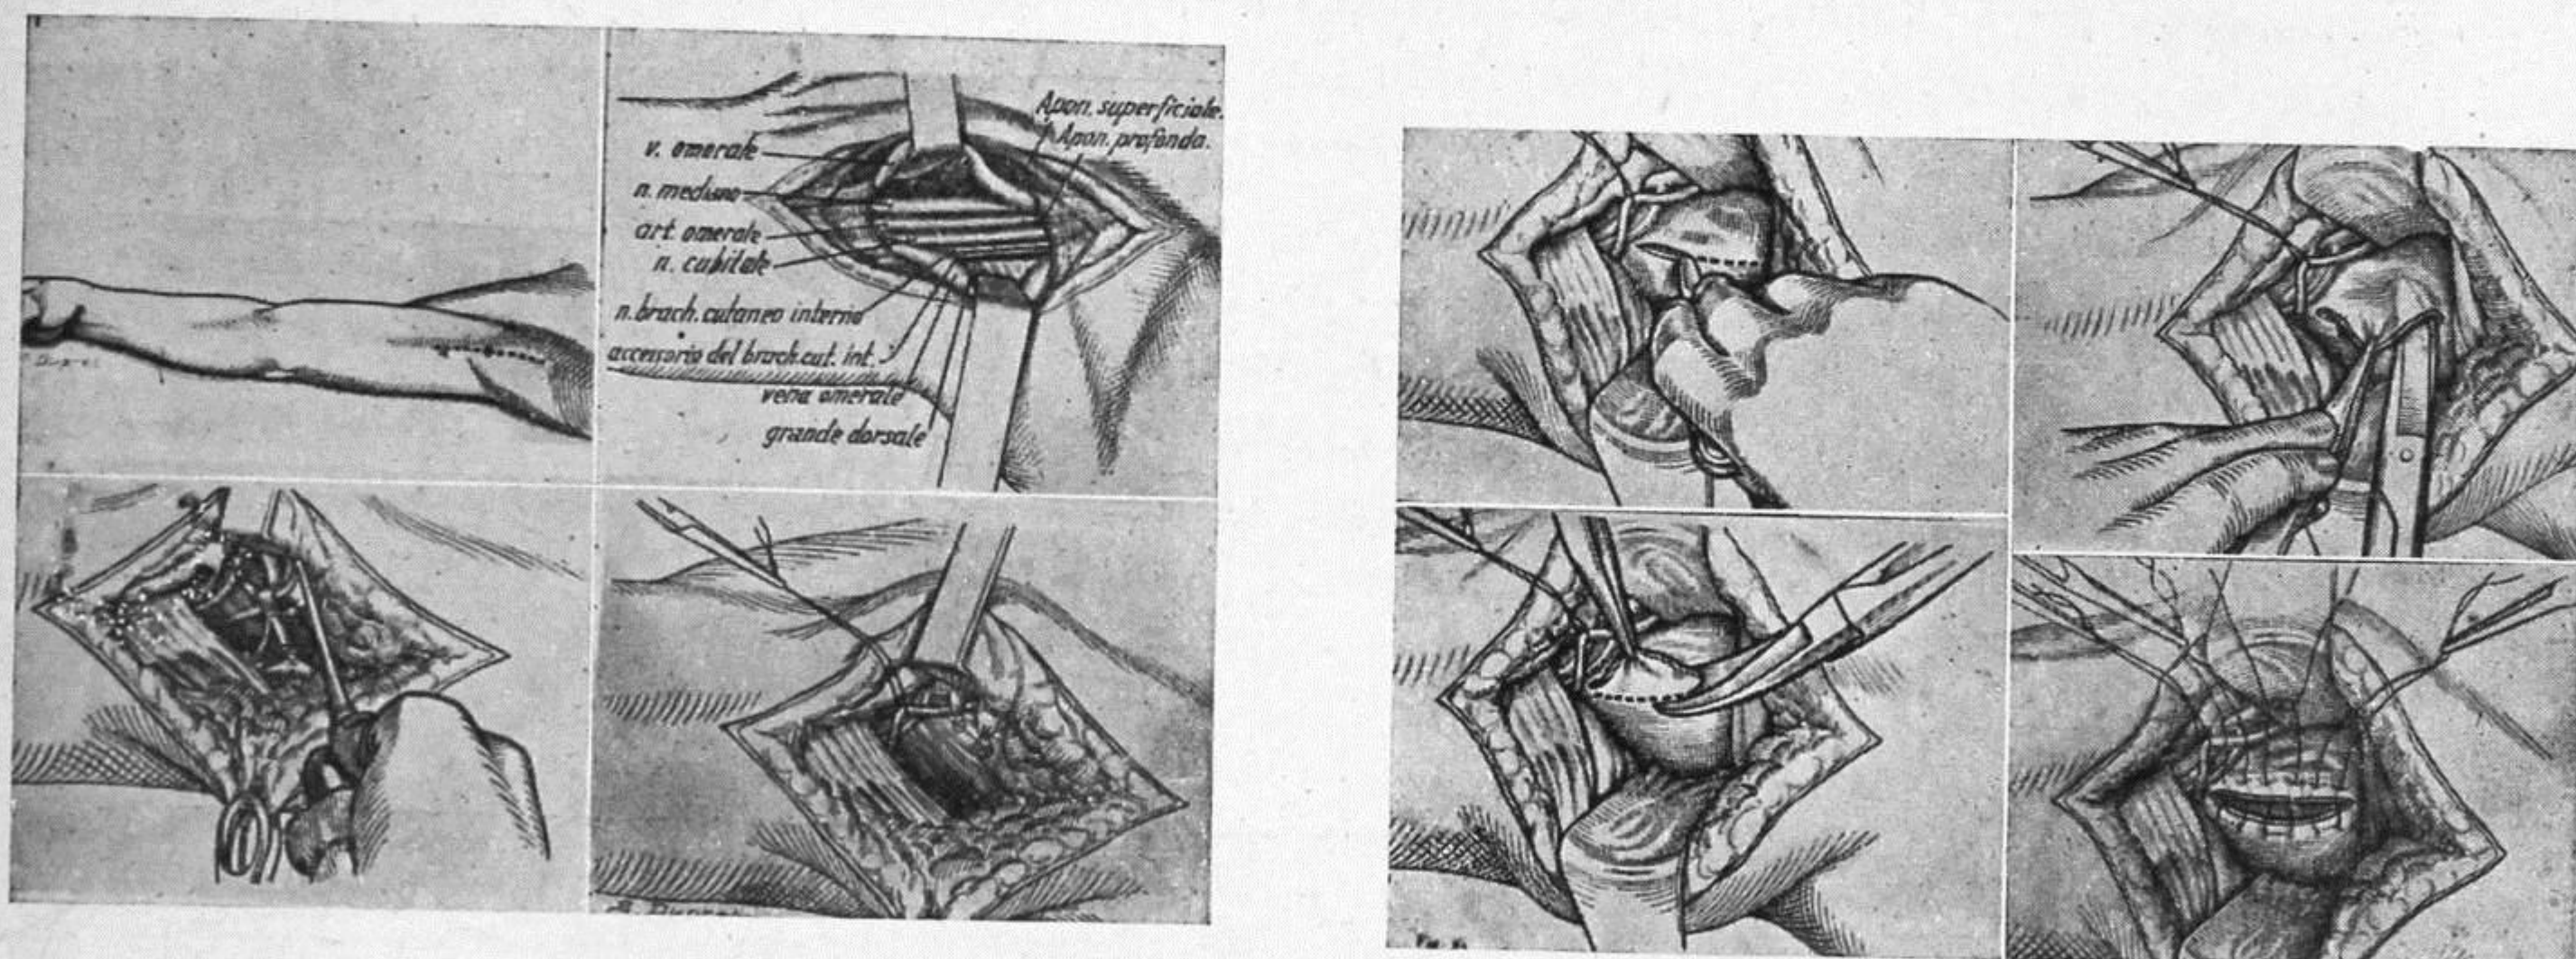 Apon. superficiale.
Apon. profonda.
v. omerale
n. mediano
art. omerale
n. cubitale
n. brach. cutaneo interno
accessorio del brach. cut. int.
vena omerale
grande dorsale